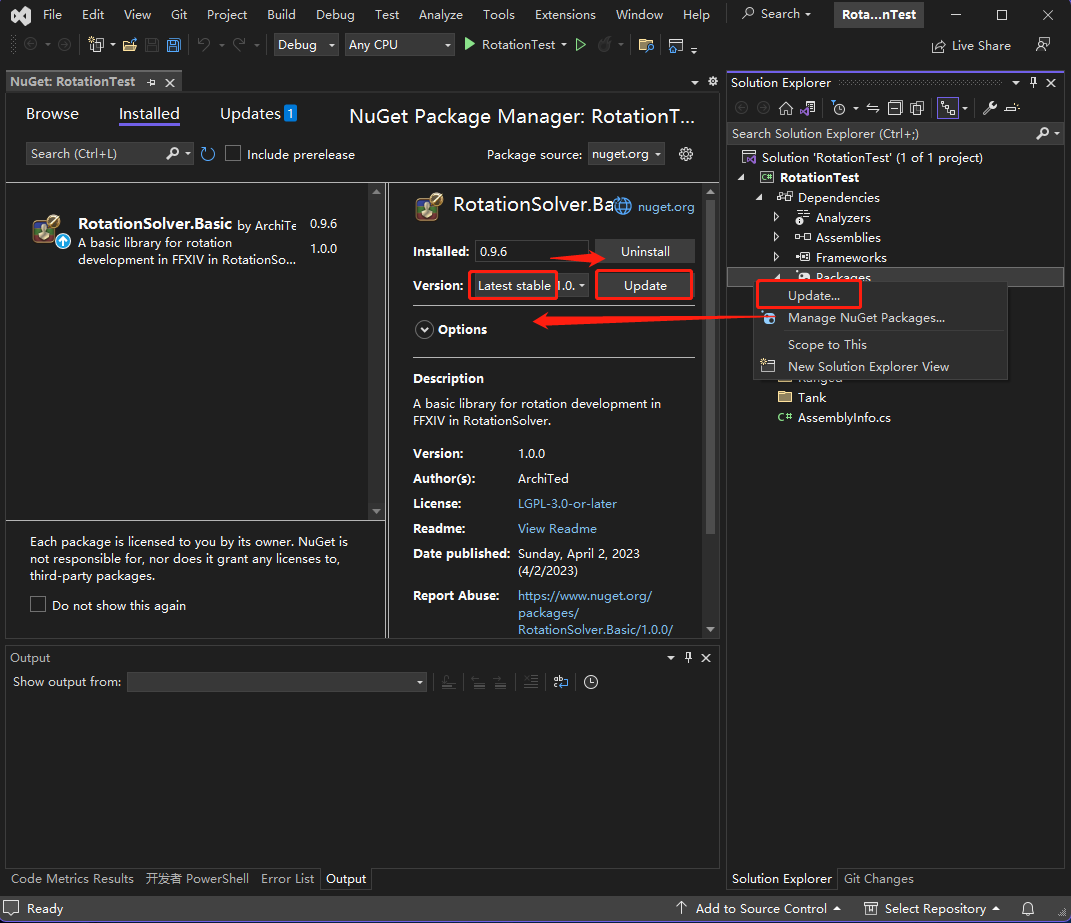 File Edit View Git Project Build Debug Test Analyze Tools Extensions Window Help Search Rota...nTest
Debug Any CPU RotationTest Live Share
NuGet: RotationTest
Browse Installed Updates 1 NuGet Package Manager: RotationT...
Search (Ctrl+L) Include prerelease Package source: nuget.org
RotationSolver.Basic by ArchiTe 0.9.6
A basic library for rotation 1.0.0
development in FFXIV in RotationSo...
Each package is licensed to you by its owner. NuGet is
not responsible for, nor does it grant any licenses to,
third-party packages.
Do not show this again
RotationSolver.Ba nuget.org
Installed: 0.9.6 Uninstall
Version: Latest stable 1.0. Update
Options
Description
A basic library for rotation development in
FFXIV in RotationSolver.
Version: 1.0.0
Author(s): ArchiTed
License: LGPL-3.0-or-later
Readme: View Readme
Date published: Sunday, April 2, 2023
(4/2/2023)
Report Abuse: https://www.nuget.org/
packages/
RotationSolver.Basic/1.0.0/
Solution Explorer
Search Solution Explorer (Ctrl+;)
Solution 'RotationTest' (1 of 1 project)
C# RotationTest
Dependencies
Analyzers
Assemblies
Frameworks
Packages
Update...
Manage NuGet Packages...
Scope to This
New Solution Explorer View
Ranged
Tank
C# AssemblyInfo.cs
Output
Show output from:
Code Metrics Results 开发者 PowerShell Error List Output
Solution Explorer Git Changes
Ready Add to Source Control Select Repository